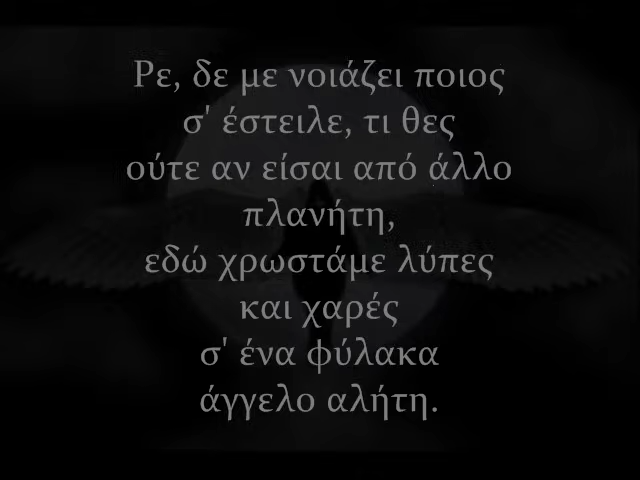 Ρε, δε με νοιάζει ποιος
σ' έστειλε, τι θες
ούτε αν είσαι από άλλο
πλανήτη,
εδώ χρωστάμε λύπες
και χαρές
σ' ένα φύλακα
άγγελο αλήτη.